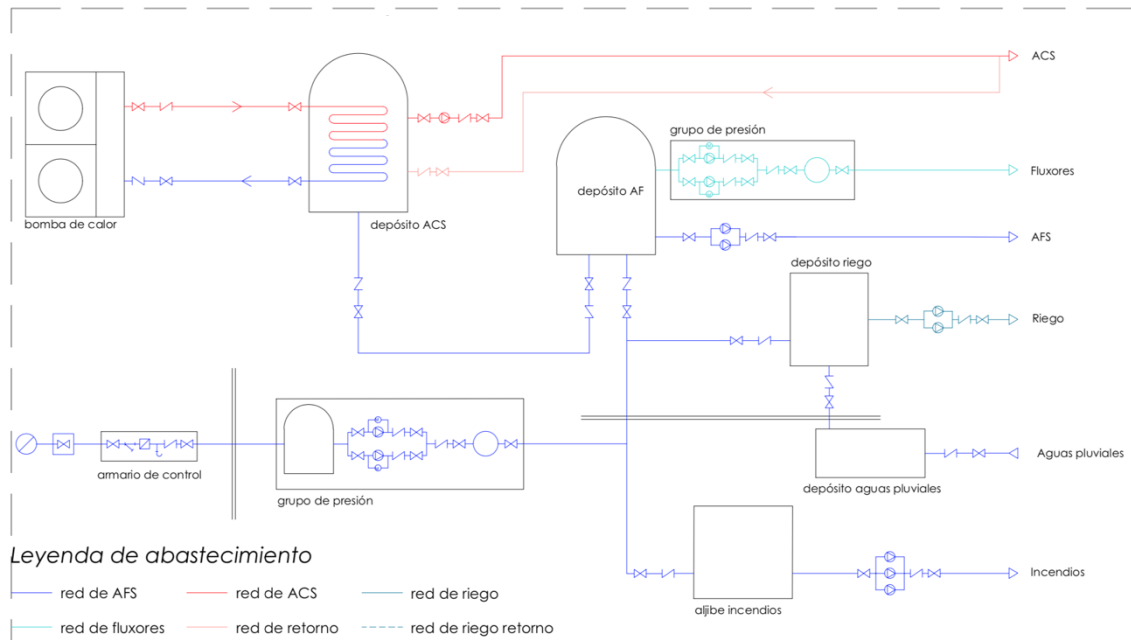 ACS
grupo de presión
bomba de calor
depósito ACS
depósito AF
Fluxores
AFS
depósito riego
Riego
armario de control
grupo de presión
Aguas pluviales
depósito aguas pluviales
aljibe incendios
Incendios
Leyenda de abastecimiento
red de AFS
red de ACS
red de riego
red de fluxores
red de retorno
red de riego retorno